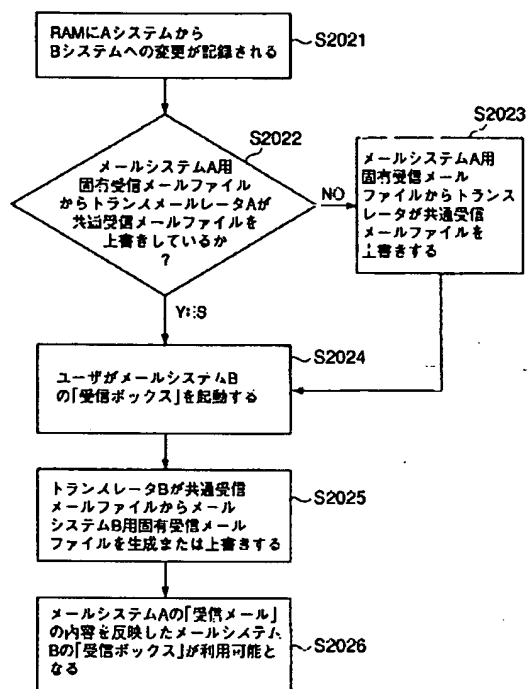 RAMにAシステムから
Bシステムへの変更が記録される
S2021
S2022
メールシステムA用
固有受信メールファイル
からトランスメールレータAが
共通受信メールファイルを
上書きしているか
?
NO
YES
S2023
メールシステムA用
固有受信メール
ファイルからトランス
レータが共通受信
メールファイルを
上書きする
S2024
ユーザがメールシステムB
の「受信ボックス」を起動する
トランスレータBが共通受信
メールファイルからメール
システムB用固有受信メール
ファイルを生成または上書きする
S2025
メールシステムAの「受信メール」
の内容を反映したメールシステム
Bの「受信ボックス」が利用可能と
なる
S2026